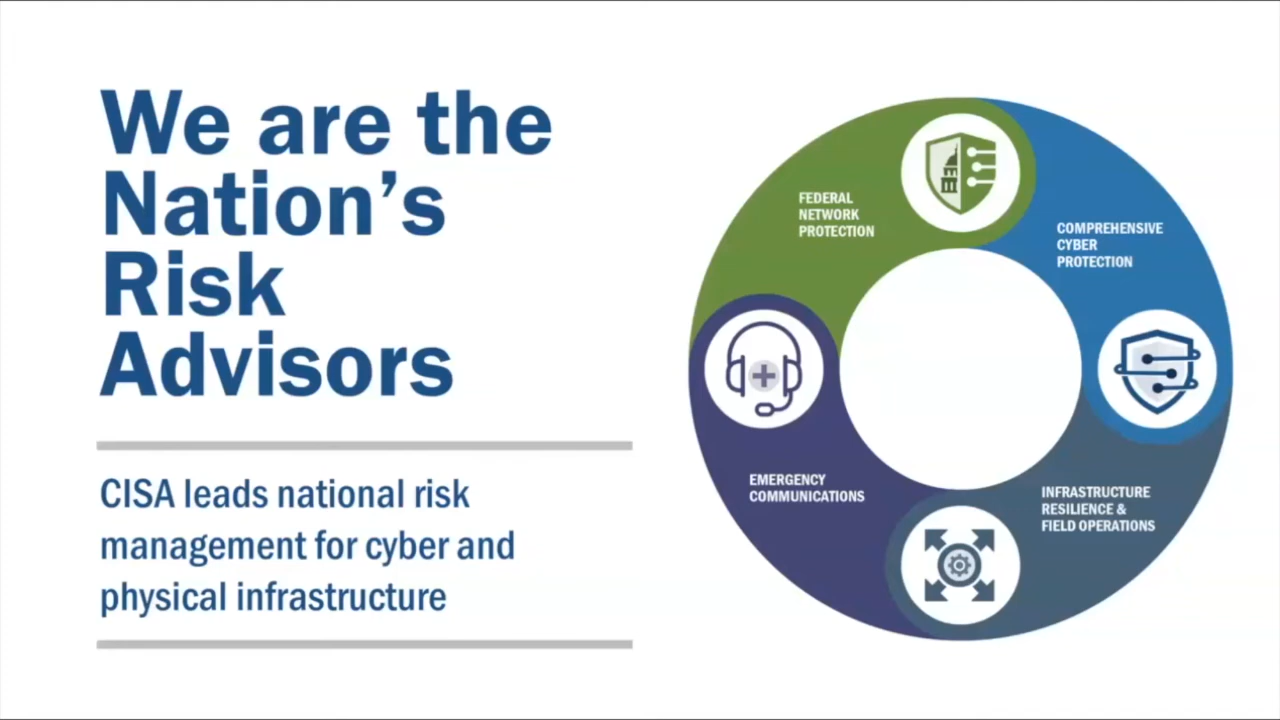 We are the
Nation’s
Risk
Advisors
CISA leads national risk
management for cyber and
physical infrastructure
FEDERAL
NETWORK
PROTECTION
COMPREHENSIVE
CYBER
PROTECTION
EMERGENCY
COMMUNICATIONS
INFRASTRUCTURE
RESILIENCE &
FIELD OPERATIONS